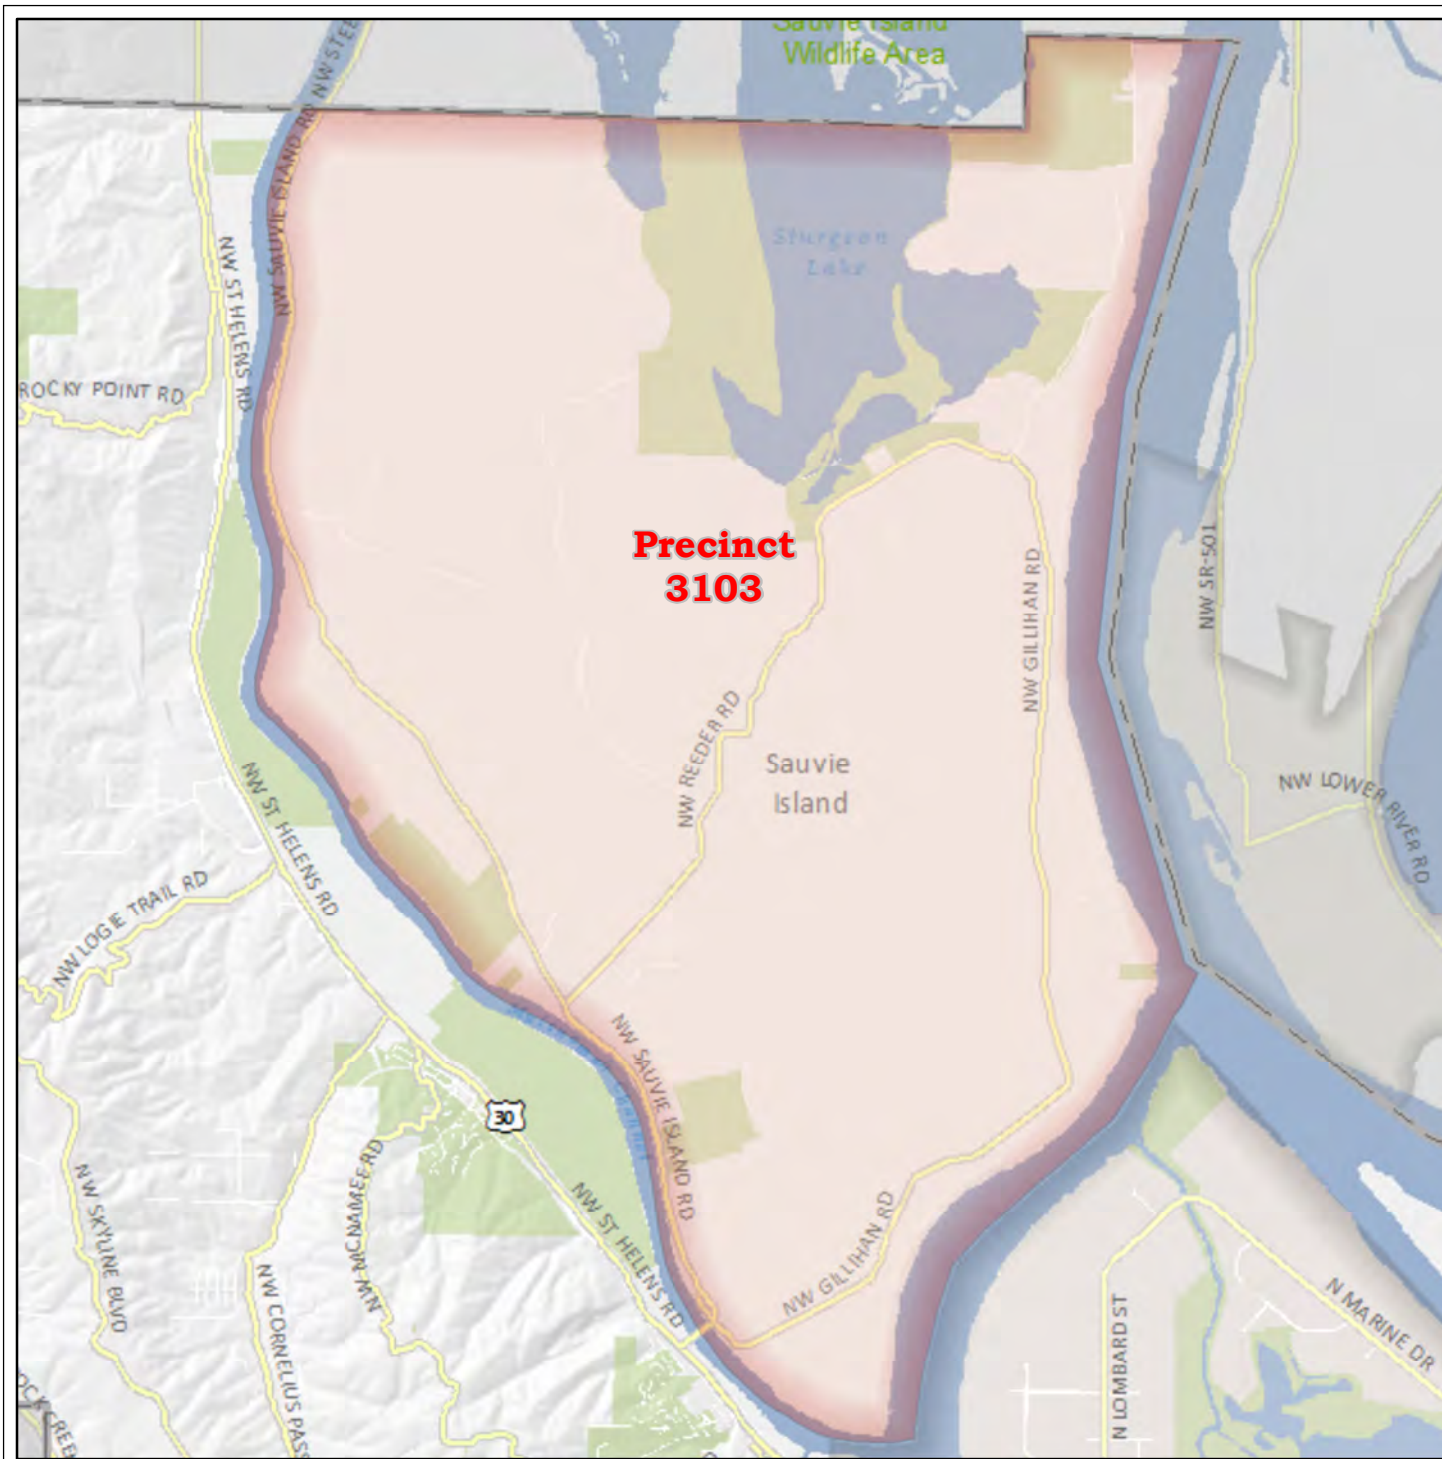 Sauvie Island
Wildlife Area
NW SAUVIE ISLAND RD
NW ST HELENS RD
Sturgeon
Lake
ROCKY POINT RD
Precinct
3103
NW GILLIHAN RD
NW SR-501
NW REEDER RD
Sauvie
Island
NW ST HELENS RD
NW LOWER RIVER RD
NW LOGIE TRAIL RD
NW SAUVIE ISLAND RD
30
NW MCNAMEE RD
NW SKYLINE BLVD
NW ST HELENS RD
NW GILLIHAN RD
NW CORNELIUS PASS
N LOMBARD ST
N MARINE DR